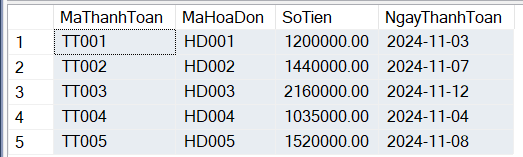 MaThanhToan MaHoaDon SoTien NgayThanhToan
1 TT001 HD001 1200000.00 2024-11-03
2 TT002 HD002 1440000.00 2024-11-07
3 TT003 HD003 2160000.00 2024-11-12
4 TT004 HD004 1035000.00 2024-11-04
5 TT005 HD005 1520000.00 2024-11-08